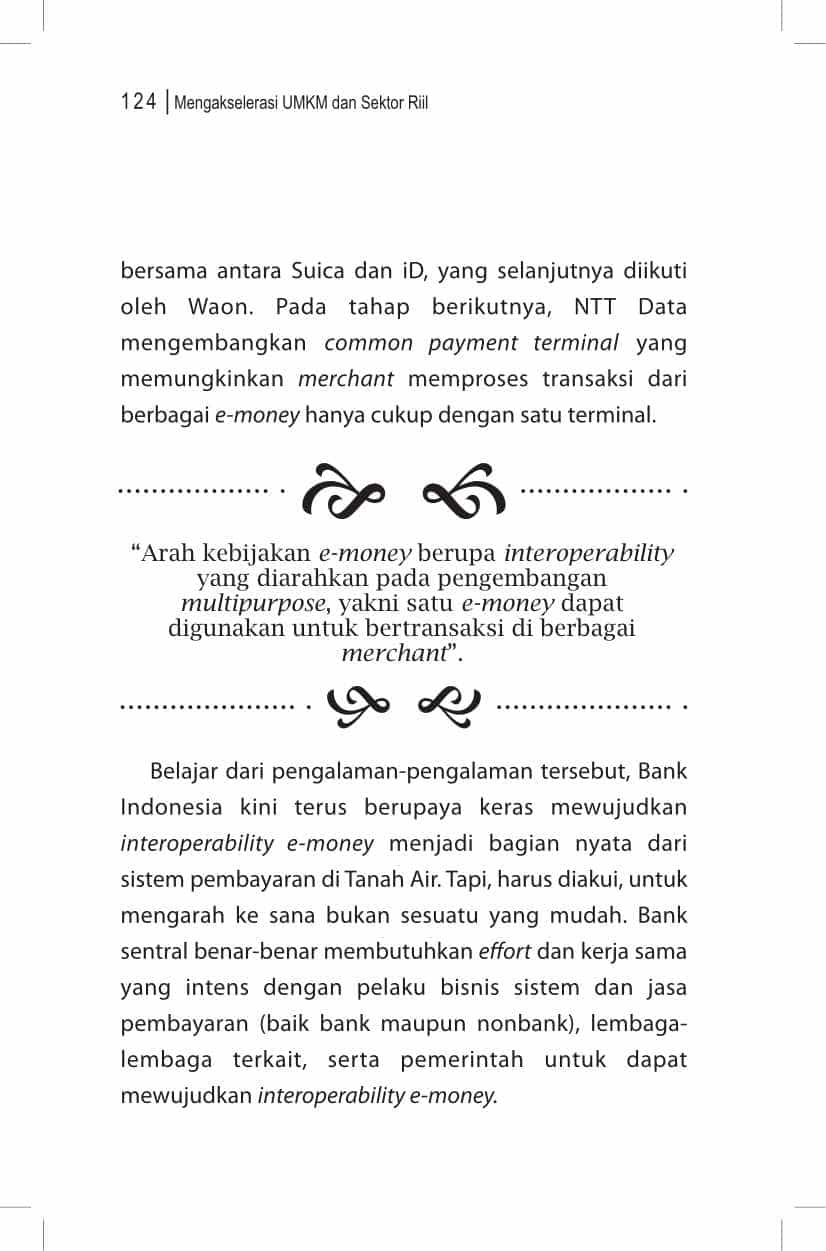 124 | Mengakselerasi UMKM dan Sektor Riil
bersama antara Suica dan iD, yang selanjutnya diikuti
oleh Waon. Pada tahap berikutnya, NTT Data
mengembangkan common payment terminal yang
memungkinkan merchant memproses transaksi dari
berbagai e-money hanya cukup dengan satu terminal.
“Arah kebijakan e-money berupa interoperability
yang diarahkan pada pengembangan
multipurpose, yakni satu e-money dapat
digunakan untuk bertransaksi di berbagai
merchant”.
Belajar dari pengalaman-pengalaman tersebut, Bank
Indonesia kini terus berupaya keras mewujudkan
interoperability e-money menjadi bagian nyata dari
sistem pembayaran di Tanah Air. Tapi, harus diakui, untuk
mengarah ke sana bukan sesuatu yang mudah. Bank
sentral benar-benar membutuhkan effort dan kerja sama
yang intens dengan pelaku bisnis sistem dan jasa
pembayaran (baik bank maupun nonbank), lembaga-
lembaga terkait, serta pemerintah untuk dapat
mewujudkan interoperability e-money.